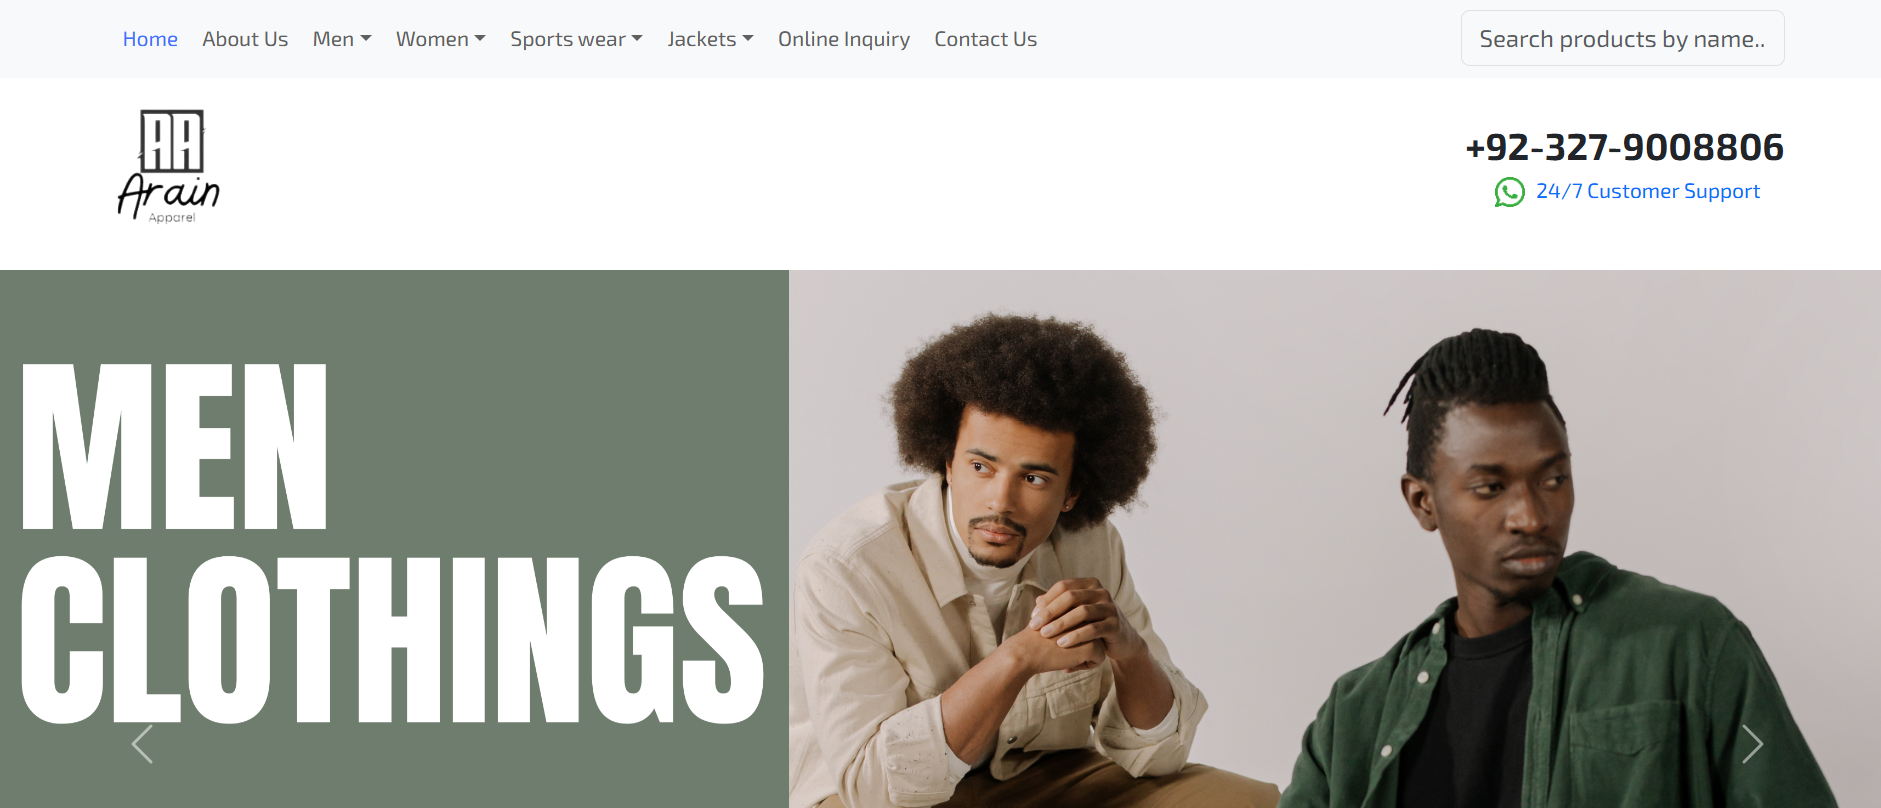 Home About Us Men Women Sports wear Jackets Online Inquiry Contact Us Search products by name..
AA
Arain
Apparel
+92-327-9008806
24/7 Customer Support
MEN
CLOTHINGS